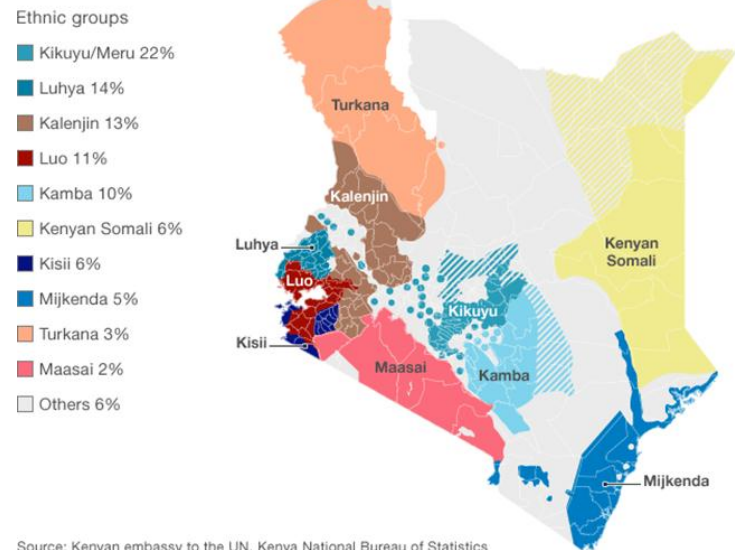 Ethnic groups
Kikuyu/Meru 22%
Luhya 14%
Kalenjin 13%
Luo 11%
Kamba 10%
Kenyan Somali 6%
Kisii 6%
Mijkenda 5%
Turkana 3%
Maasai 2%
Others 6%
Turkana
Kalenjin
Luhya
Luo
Kisii
Kenyan
Somali
Kikuyu
Maasai
Kamba
Mijkenda
Source: Kenyan embassy to the UN, Kenya National Bureau of Statistics